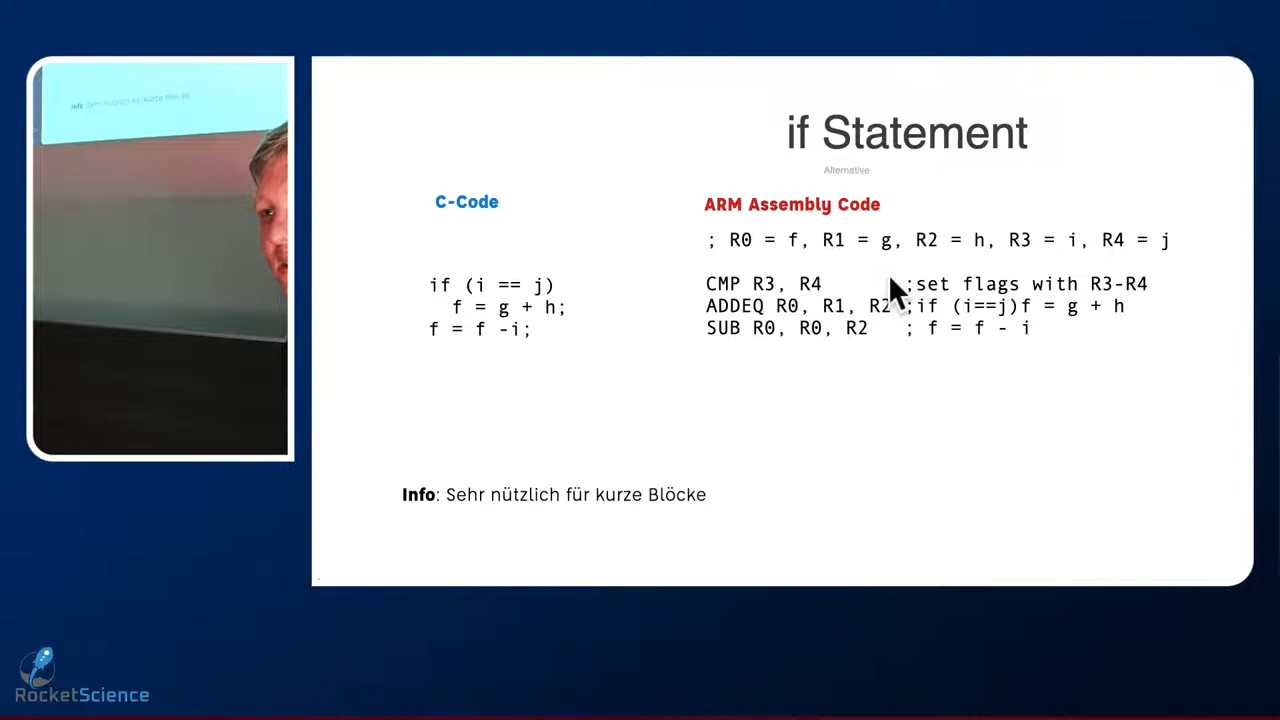 if Statement
Alternative
C-Code
ARM Assembly Code
; R0 = f, R1 = g, R2 = h, R3 = i, R4 = j
if (i == j)
f = g + h;
f = f -i;
CMP R3, R4 ;set flags with R3-R4
ADDEQ R0, R1, R2 ;if (i==j)f = g + h
SUB R0, R0, R2 ; f = f - i
Info: Sehr nützlich für kurze Blöcke
RocketScience